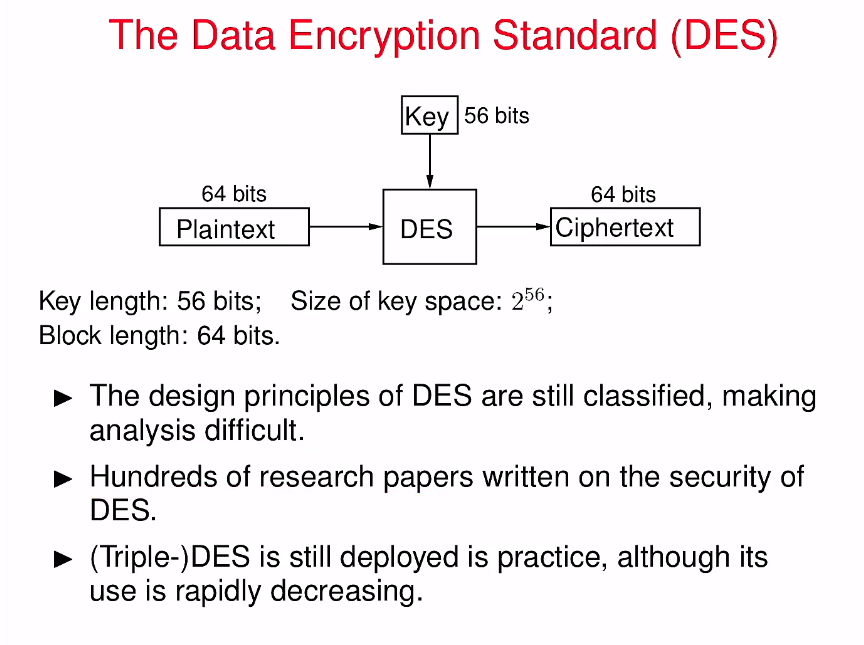 The Data Encryption Standard (DES)
Key 56 bits
64 bits 64 bits
Plaintext DES Ciphertext
Key length: 56 bits; Size of key space: 2^56;
Block length: 64 bits.
► The design principles of DES are still classified, making
analysis difficult.
► Hundreds of research papers written on the security of
DES.
► (Triple-)DES is still deployed is practice, although its
use is rapidly decreasing.